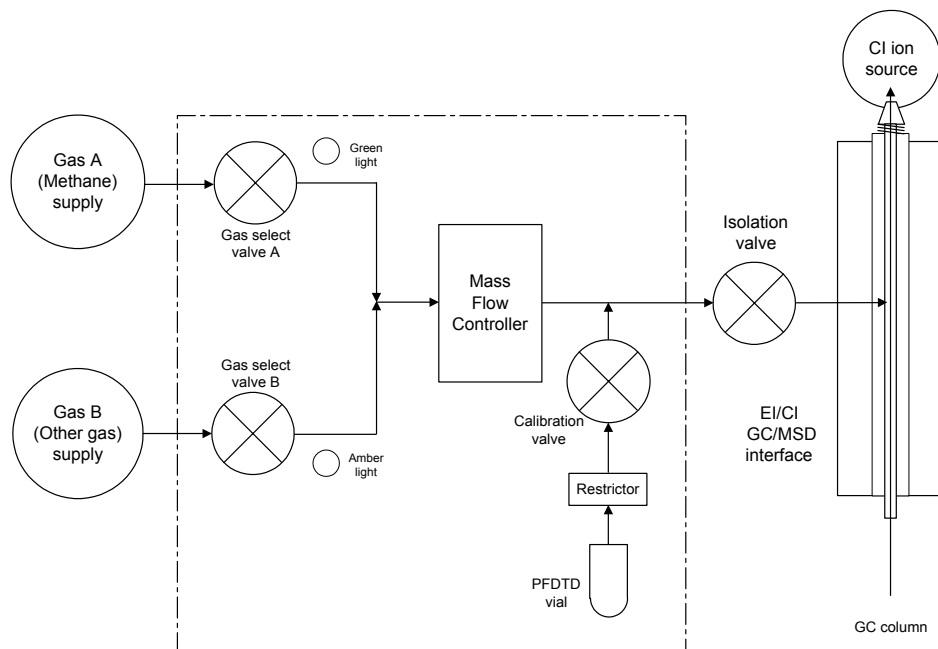 CI ion
source
Gas A
(Methane)
supply
Green
light
Gas select
valve A
Isolation
valve
Mass
Flow
Controller
Gas select
valve B
Gas B
(Other gas)
supply
Amber
light
Calibration
valve
EI/CI
GC/MSD
interface
Restrictor
PFDTD
vial
GC column